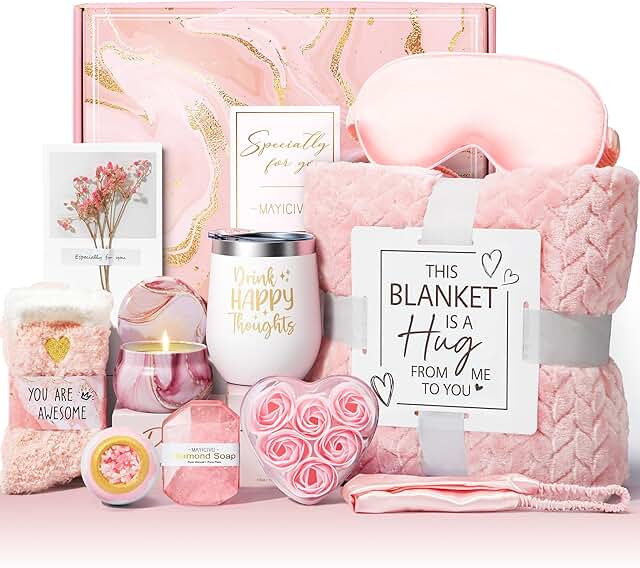 Specially
for you
MAYICIVO
Especially for you
Drink
HAPPY
Thoughts
THIS
BLANKET
IS A
Hug
FROM ME
TO YOU
YOU ARE
AWESOME
MAYICIVO
Diamond Soap